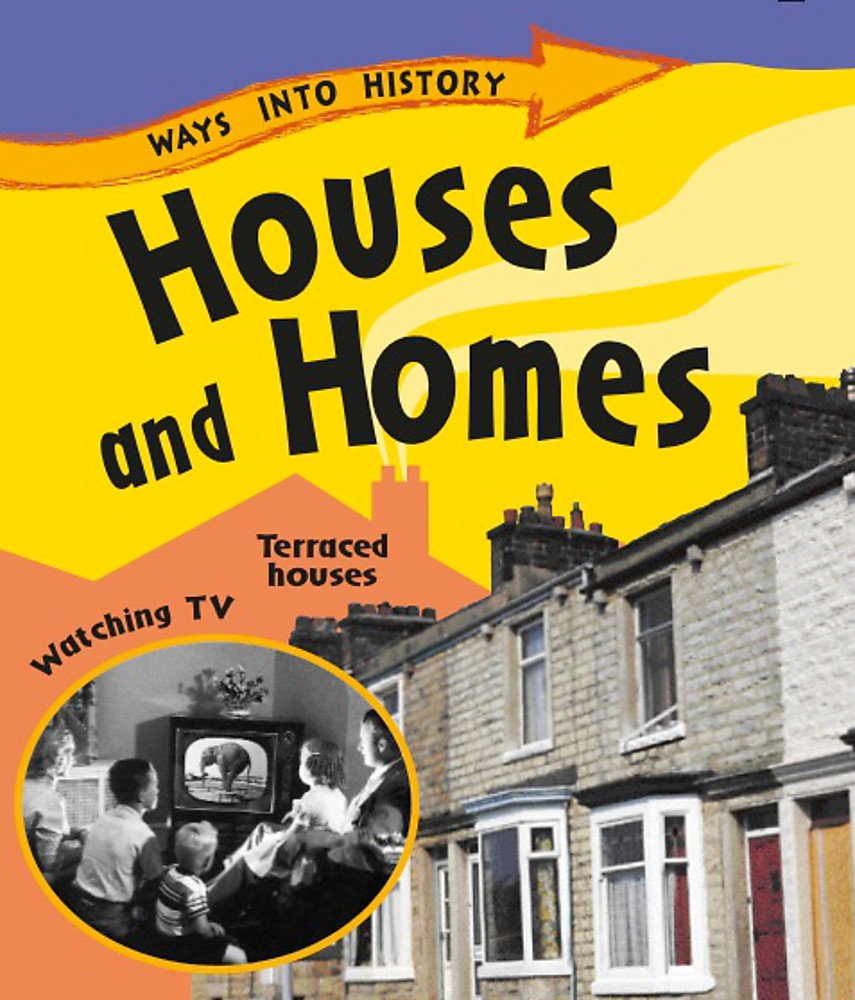 WAYS INTO HISTORY
Houses
and Homes
Terraced
houses
Watching TV